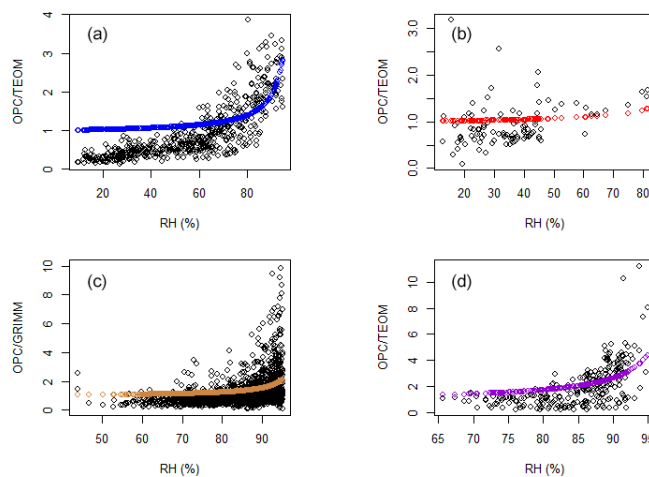 (a)
OPC/TEOM
0 1 2 3 4
20 40 60 80
RH (%)
(b)
OPC/TEOM
0.0 1.0 2.0 3.0
20 30 40 50 60 70 80
RH (%)
(c)
OPC/GRIMM
0 2 4 6 8 10
50 60 70 80 90
RH (%)
(d)
OPC/TEOM
0 2 4 6 8 10
65 70 75 80 85 90 95
RH (%)